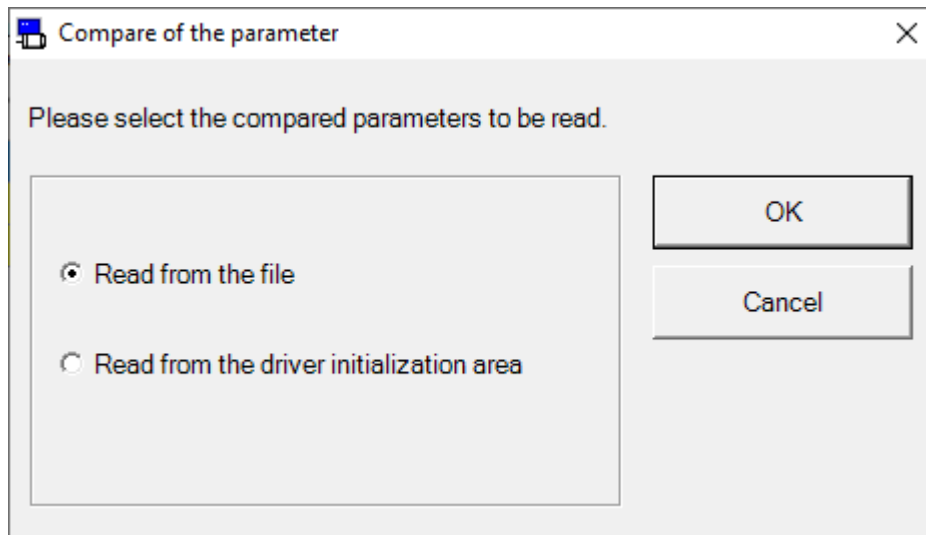 Compare of the parameter
Please select the compared parameters to be read.
Read from the file
Read from the driver initialization area
OK
Cancel